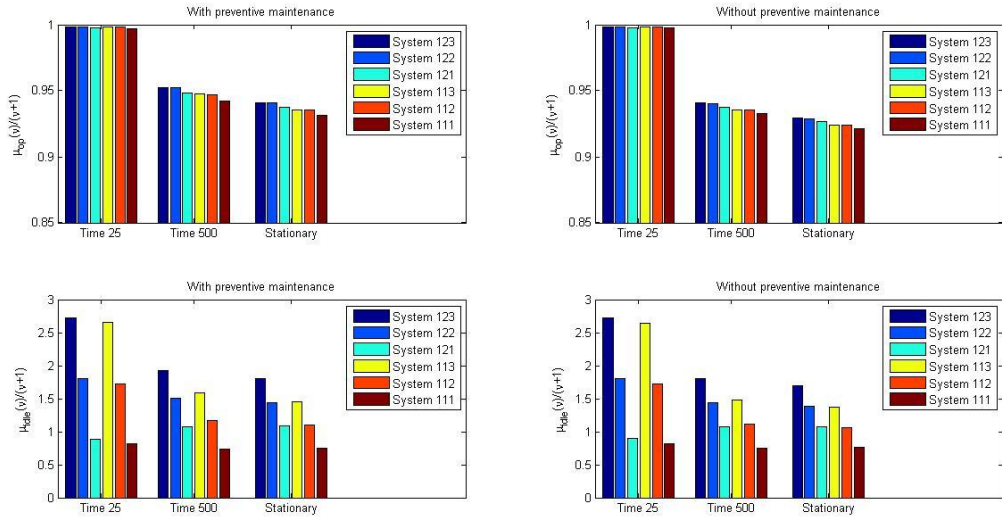 With preventive maintenance
1
0.95
0.9
0.85
μop(ν)/(ν+1)
Time 25
Time 500
Stationary
System 123
System 122
System 121
System 113
System 112
System 111
Without preventive maintenance
1
0.95
0.9
0.85
μop(ν)/(ν+1)
Time 25
Time 500
Stationary
System 123
System 122
System 121
System 113
System 112
System 111
With preventive maintenance
3
2.5
2
1.5
1
0.5
0
μidle(ν)/(ν+1)
Time 25
Time 500
Stationary
System 123
System 122
System 121
System 113
System 112
System 111
Without preventive maintenance
3
2.5
2
1.5
1
0.5
0
μidle(ν)/(ν+1)
Time 25
Time 500
Stationary
System 123
System 122
System 121
System 113
System 112
System 111